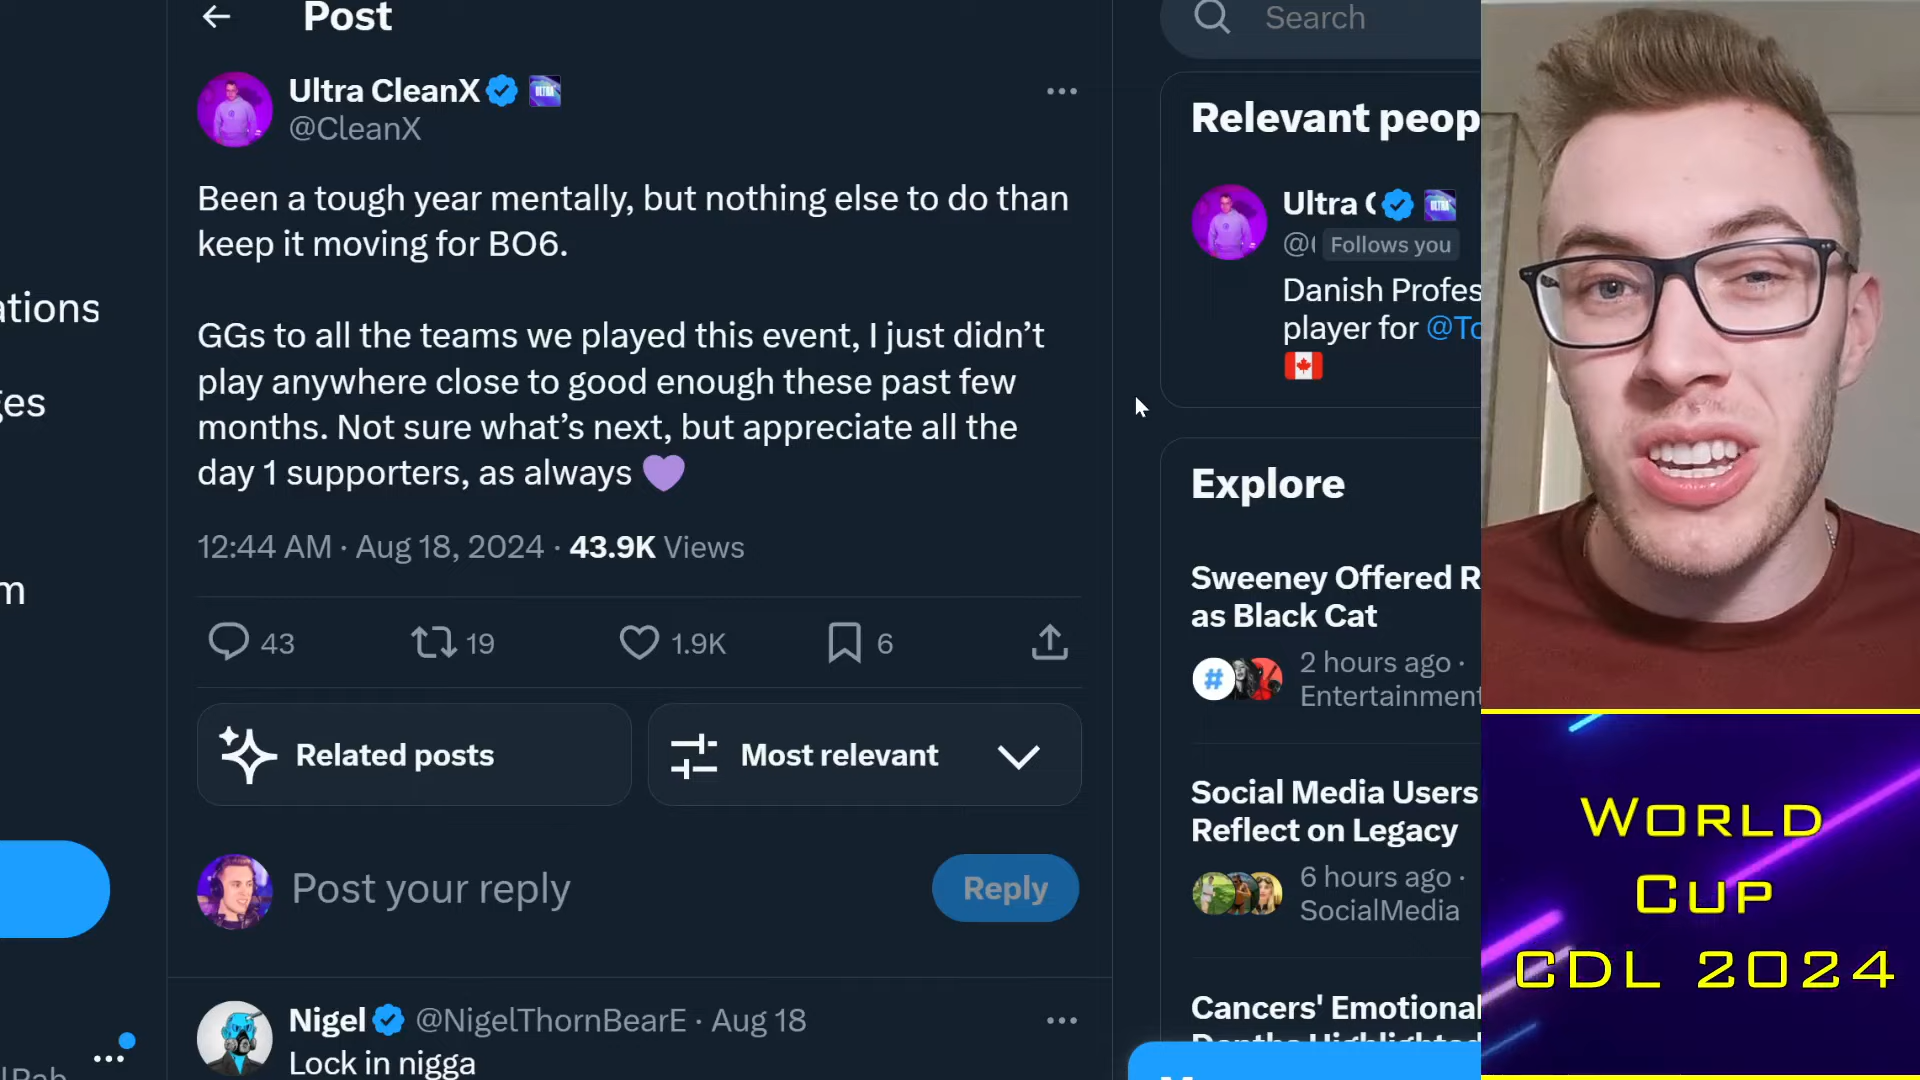 Post
Search
Ultra CleanX
@CleanX
Been a tough year mentally, but nothing else to do than
keep it moving for BO6.
GGs to all the teams we played this event, I just didn’t
play anywhere close to good enough these past few
months. Not sure what’s next, but appreciate all the
day 1 supporters, as always
12:44 AM · Aug 18, 2024 · 43.9K Views
43 19 1.9K 6
Related posts
Most relevant
Post your reply
Reply
Nigel @NigelThornBearE · Aug 18
Lock in nigga
ations
ges
m
Relevant peop
Ultra
Follows you
Danish Profes
player for @To
Explore
Sweeney Offered R
as Black Cat
2 hours ago ·
Entertainment
Social Media Users
Reflect on Legacy
6 hours ago ·
SocialMedia
Cancers' Emotional
World
Cup
CDL 2024